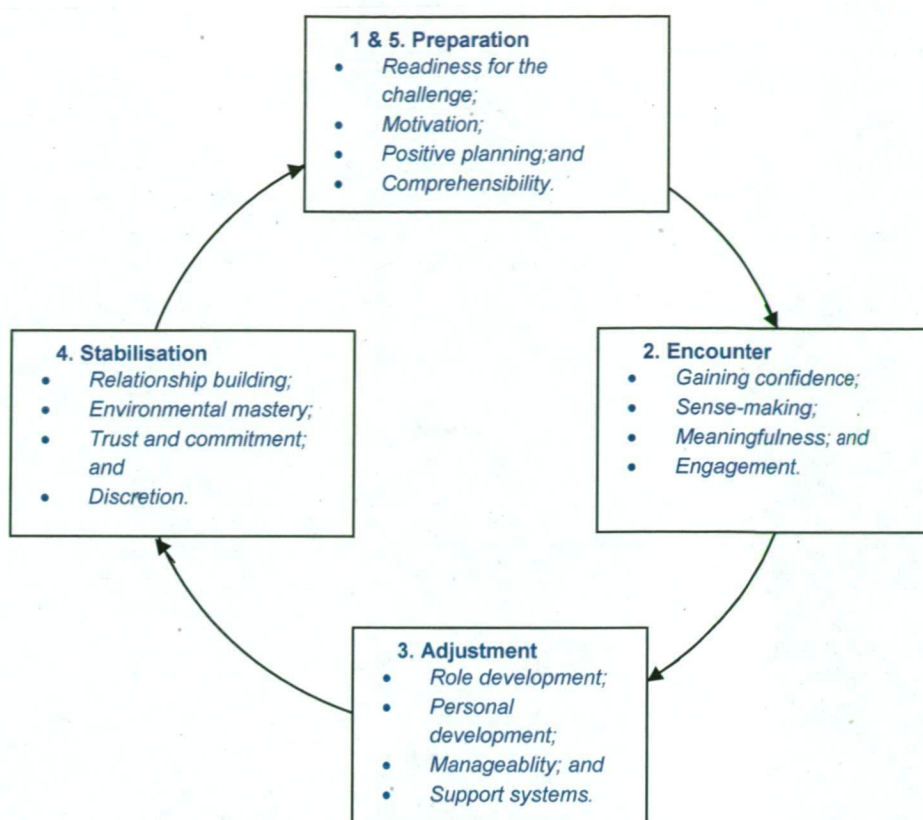 1 & 5. Preparation
• Readiness for the
challenge;
• Motivation;
• Positive planning;and
• Comprehensibility.
2. Encounter
• Gaining confidence;
• Sense-making;
• Meaningfulness; and
• Engagement.
3. Adjustment
• Role development;
• Personal
development;
• Manageablity; and
• Support systems.
4. Stabilisation
• Relationship building;
• Environmental mastery;
• Trust and commitment;
and
• Discretion.